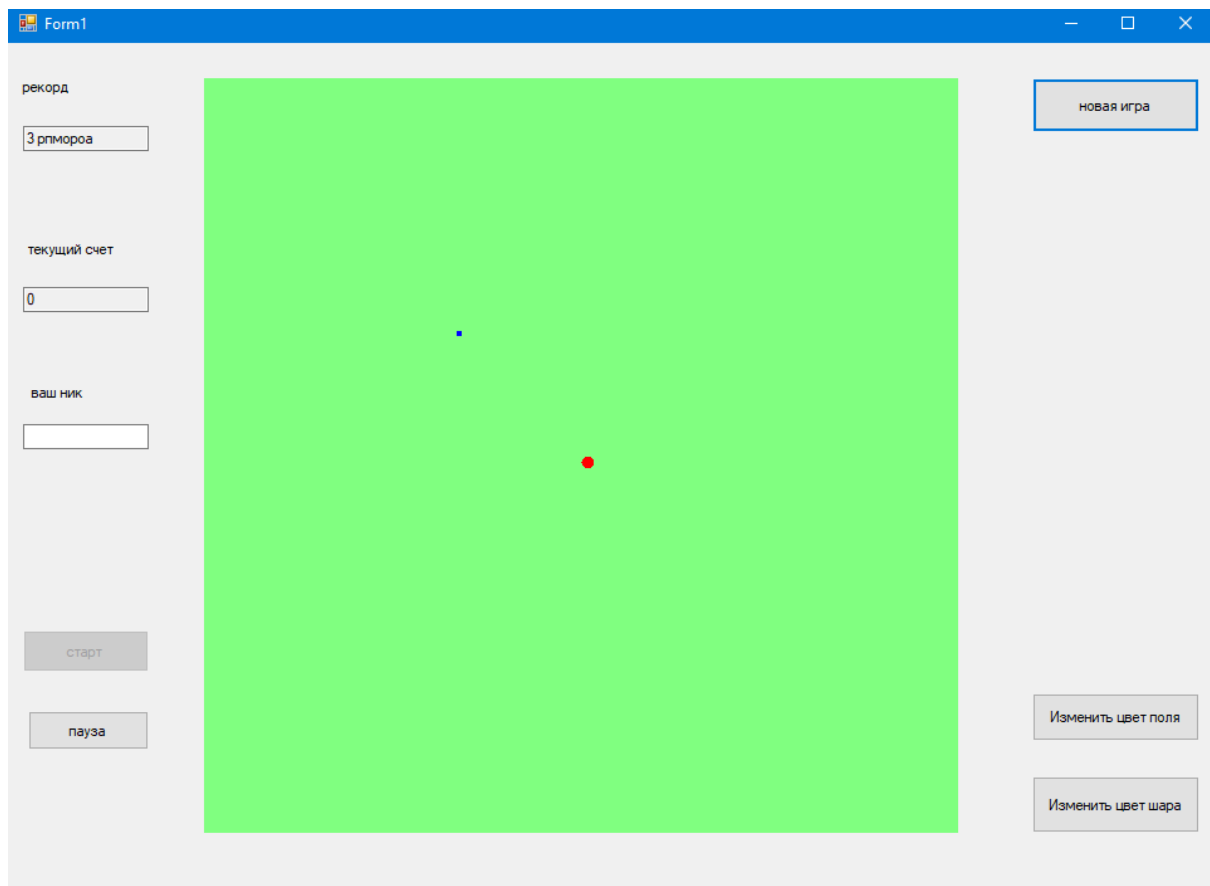 Form1
рекорд
3 рпмороа
текущий счет
0
ваш ник
старт
пауза
новая игра
Изменить цвет поля
Изменить цвет шара